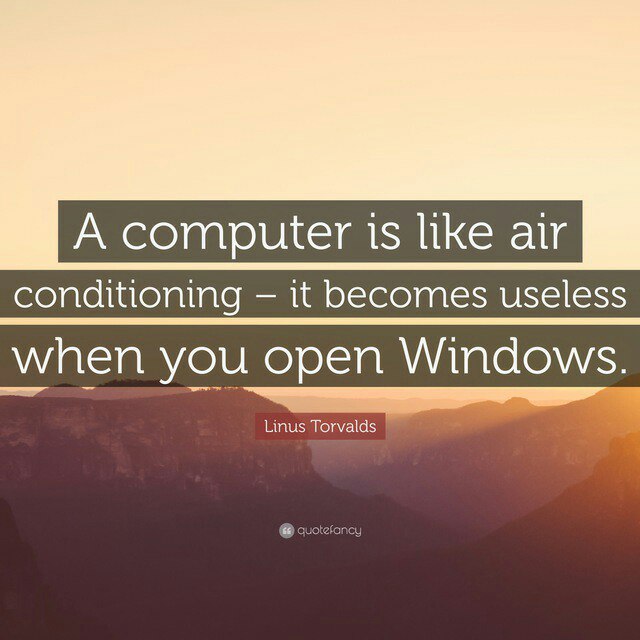 A computer is like air
conditioning – it becomes useless
when you open Windows.
Linus Torvalds
quotefancy